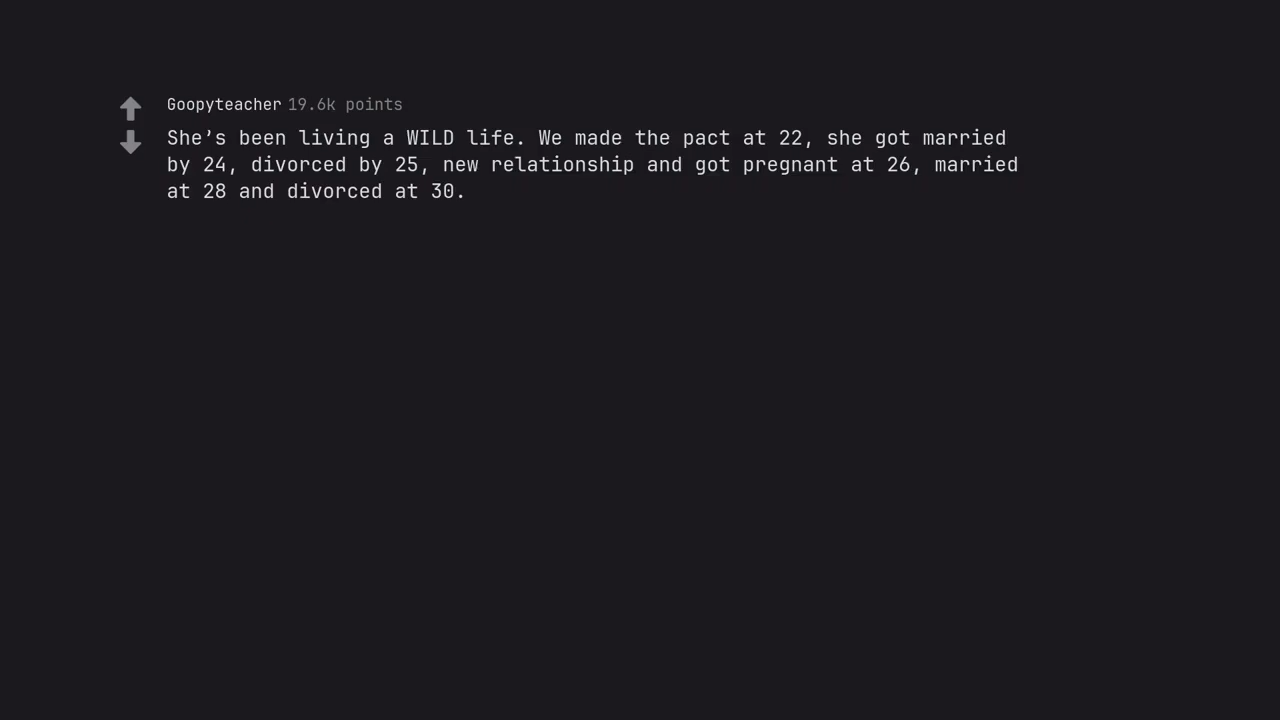 Goopyteacher 19.6k points
She’s been living a WILD life. We made the pact at 22, she got married
by 24, divorced by 25, new relationship and got pregnant at 26, married
at 28 and divorced at 30.